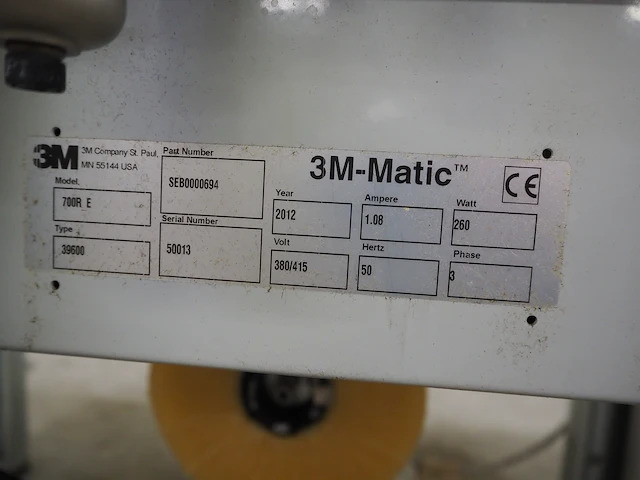 3M
3M Company St. Paul,
MN 55144 USA
Part Number
SEB0000694
3M-Matic™
CE
Model.
700R E
Year
2012
Ampere
1.08
Watt
260
Type
39600
Serial Number
50013
Volt
380/415
Hertz
50
Phase
3